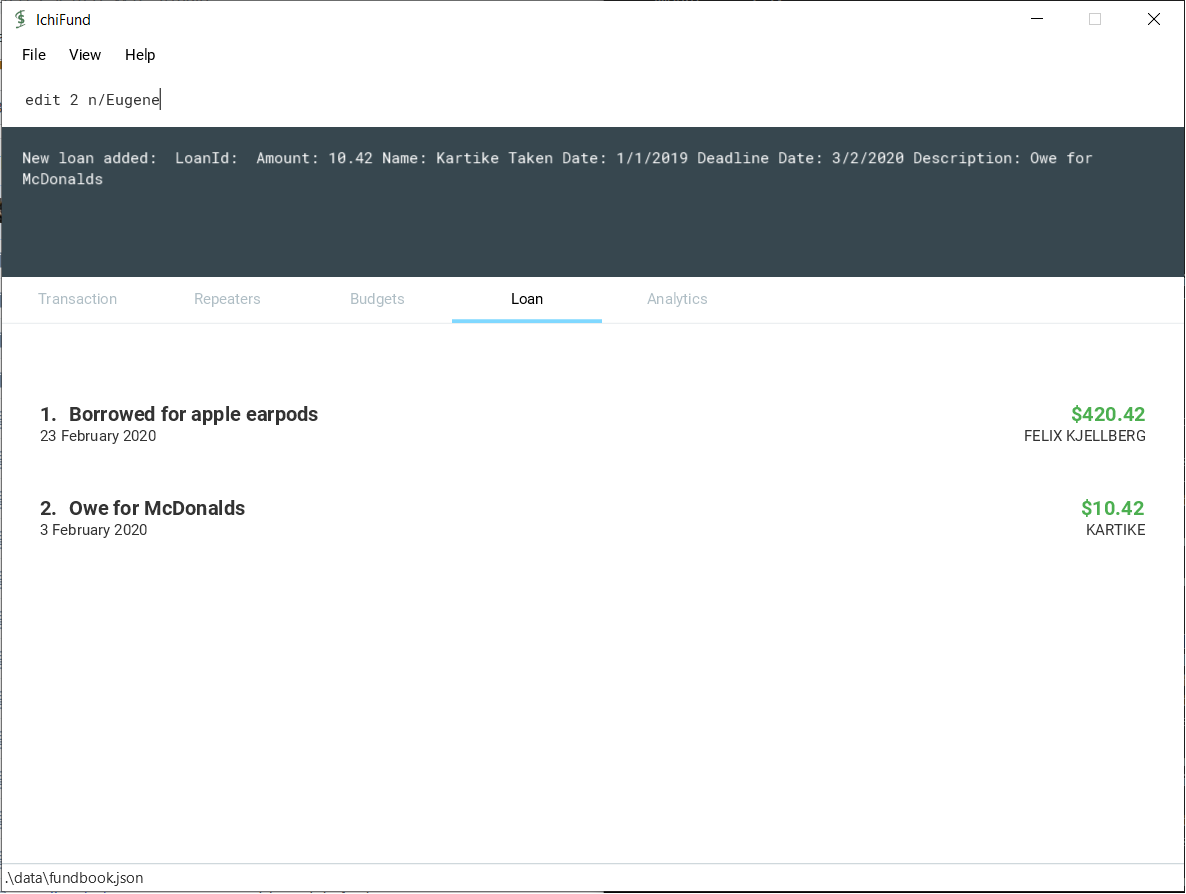 IchiFund
File View Help
edit 2 n/Eugene
New loan added:  LoanId:  Amount: 10.42 Name: Kartike Taken Date: 1/1/2019 Deadline Date: 3/2/2020 Description: Owe for
McDonalds
Transaction Repeaters Budgets Loan Analytics
1. Borrowed for apple earpods $420.42
23 February 2020 FELIX KJELLBERG
2. Owe for McDonalds $10.42
3 February 2020 KARTIKE
.\data\fundbook.json